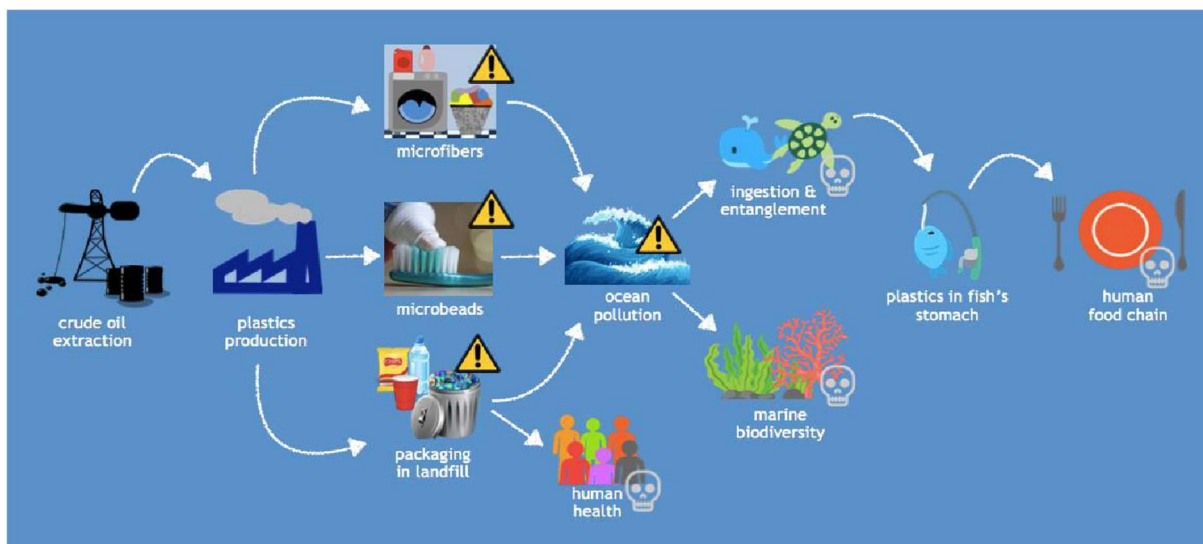 microfibers
crude oil
extraction
plastics
production
microbeads
packaging
in landfill
ocean
pollution
human
health
ingestion &
entanglement
marine
biodiversity
plastics in fish's
stomach
human
food chain